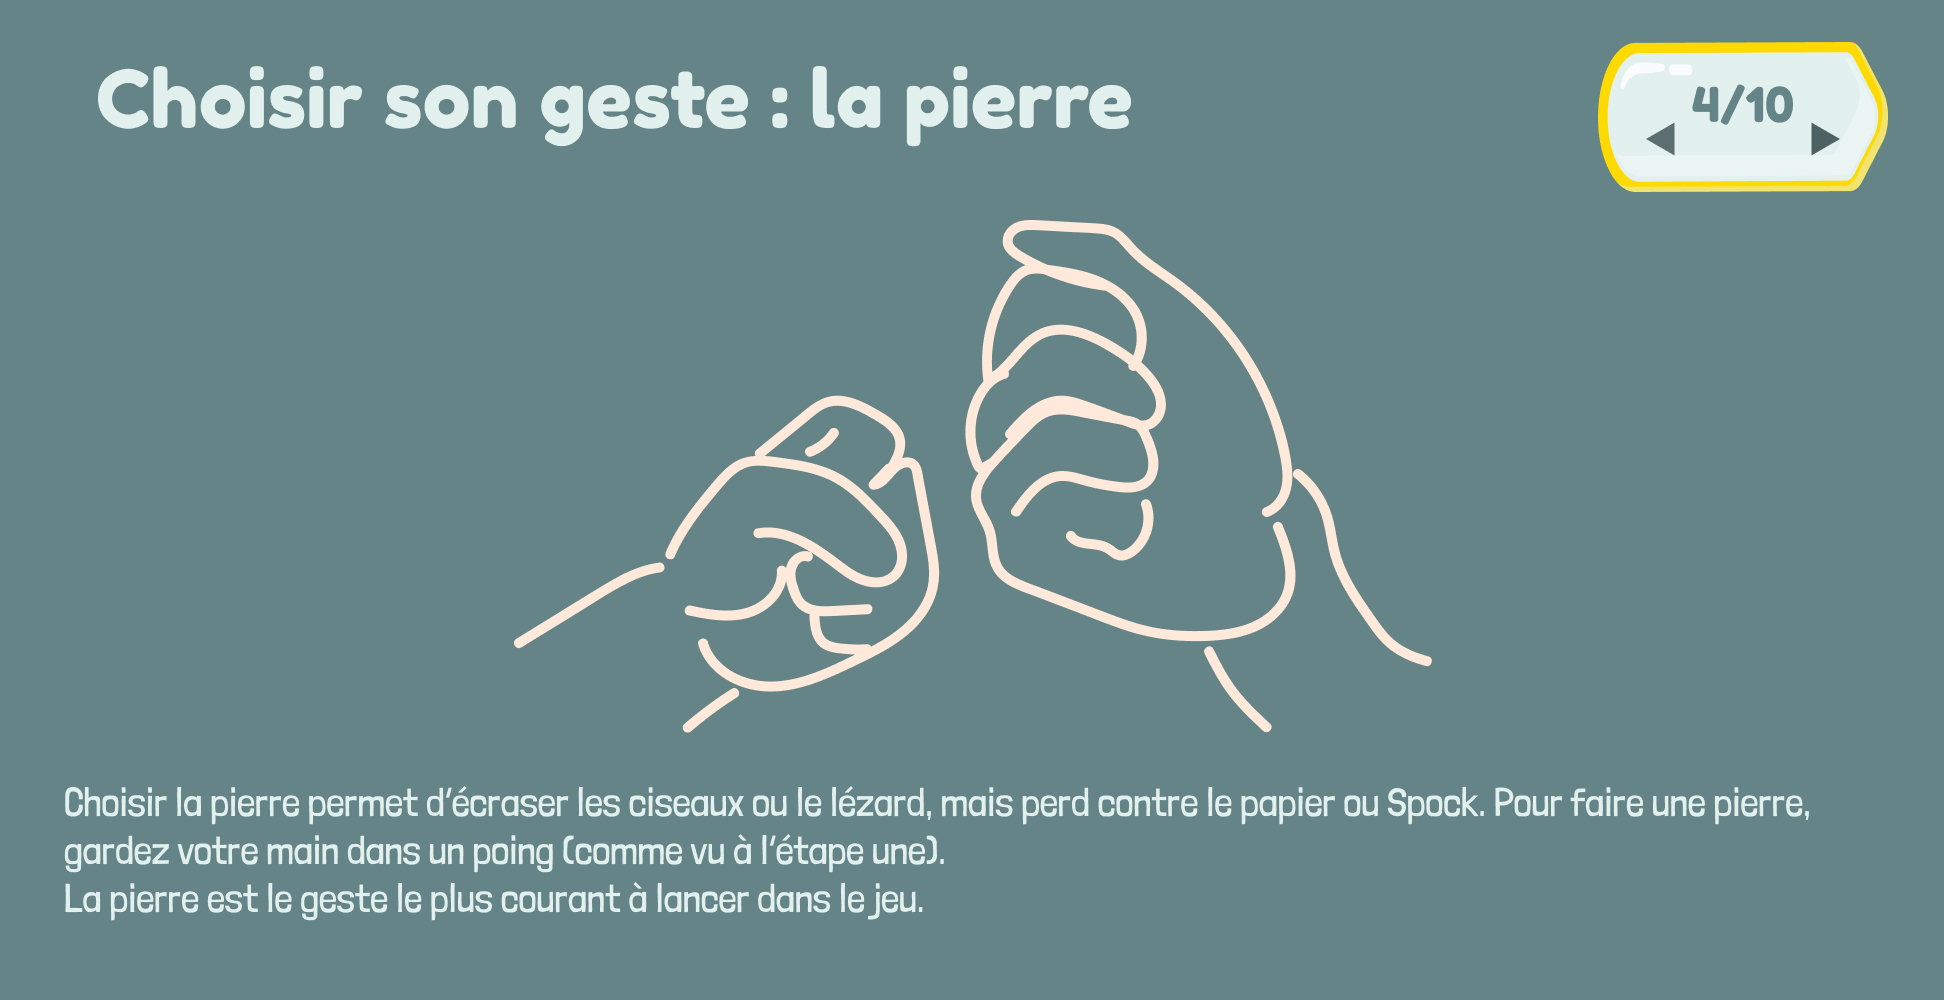 Choisir son geste : la pierre
4/10
Choisir la pierre permet d'écraser les ciseaux ou le lézard, mais perd contre le papier ou Spock. Pour faire une pierre,
gardez votre main dans un poing (comme vu à l'étape une).
La pierre est le geste le plus courant à lancer dans le jeu.